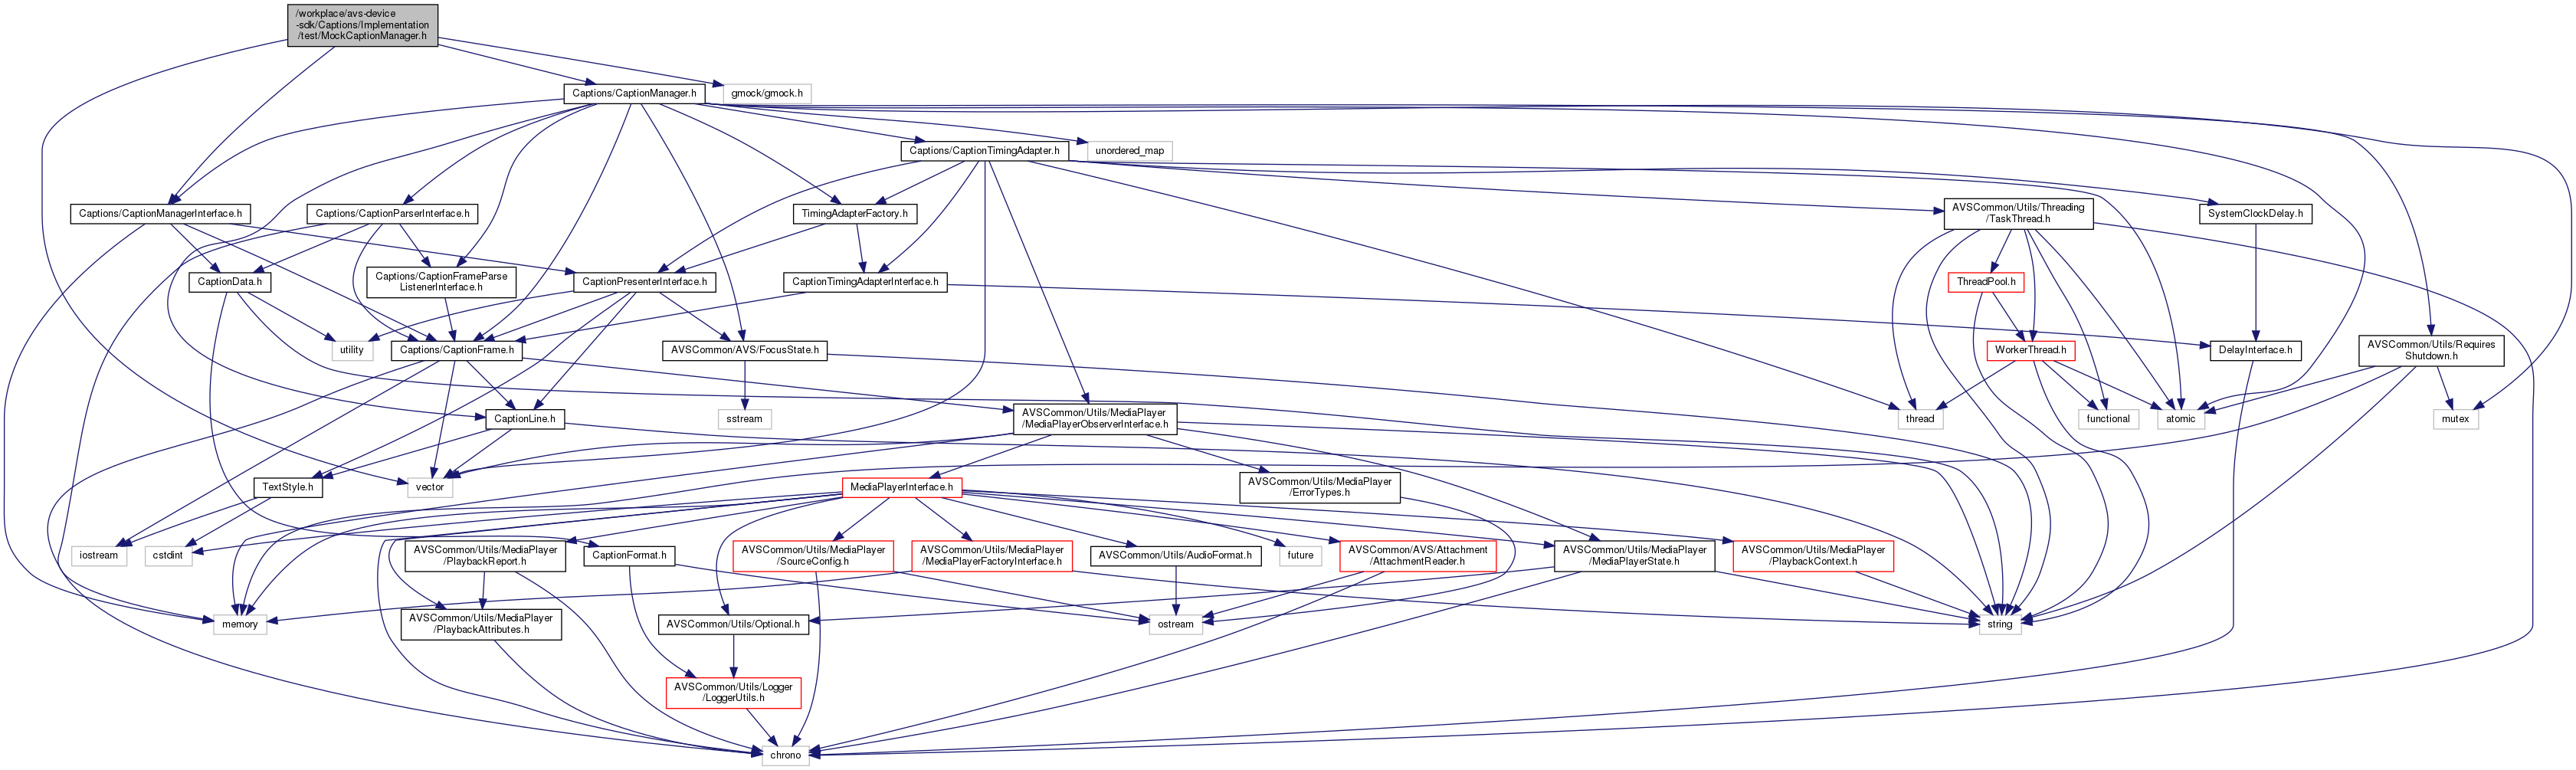 /workplace/avs-device
-sdk/Captions/Implementation
/test/MockCaptionManager.h
Captions/CaptionManager.h
gmock/gmock.h
Captions/CaptionTimingAdapter.h
unordered_map
Captions/CaptionManagerInterface.h
Captions/CaptionParserInterface.h
TimingAdapterFactory.h
AVSCommon/Utils/Threading
/TaskThread.h
SystemClockDelay.h
CaptionData.h
Captions/CaptionFrameParse
ListenerInterface.h
CaptionPresenterInterface.h
CaptionTimingAdapterInterface.h
ThreadPool.h
utility
Captions/CaptionFrame.h
AVSCommon/AVS/FocusState.h
WorkerThread.h
DelayInterface.h
AVSCommon/Utils/Requires
Shutdown.h
CaptionLine.h
sstream
AVSCommon/Utils/MediaPlayer
/MediaPlayerObserverInterface.h
thread
functional
atomic
mutex
TextStyle.h
vector
MediaPlayerInterface.h
AVSCommon/Utils/MediaPlayer
/ErrorTypes.h
iostream
cstdint
AVSCommon/Utils/MediaPlayer
/PlaybackReport.h
CaptionFormat.h
AVSCommon/Utils/MediaPlayer
/SourceConfig.h
AVSCommon/Utils/MediaPlayer
/MediaPlayerFactoryInterface.h
AVSCommon/Utils/AudioFormat.h
future
AVSCommon/AVS/Attachment
/AttachmentReader.h
AVSCommon/Utils/MediaPlayer
/MediaPlayerState.h
AVSCommon/Utils/MediaPlayer
/PlaybackContext.h
memory
AVSCommon/Utils/MediaPlayer
/PlaybackAttributes.h
AVSCommon/Utils/Optional.h
ostream
string
AVSCommon/Utils/Logger
/LoggerUtils.h
chrono